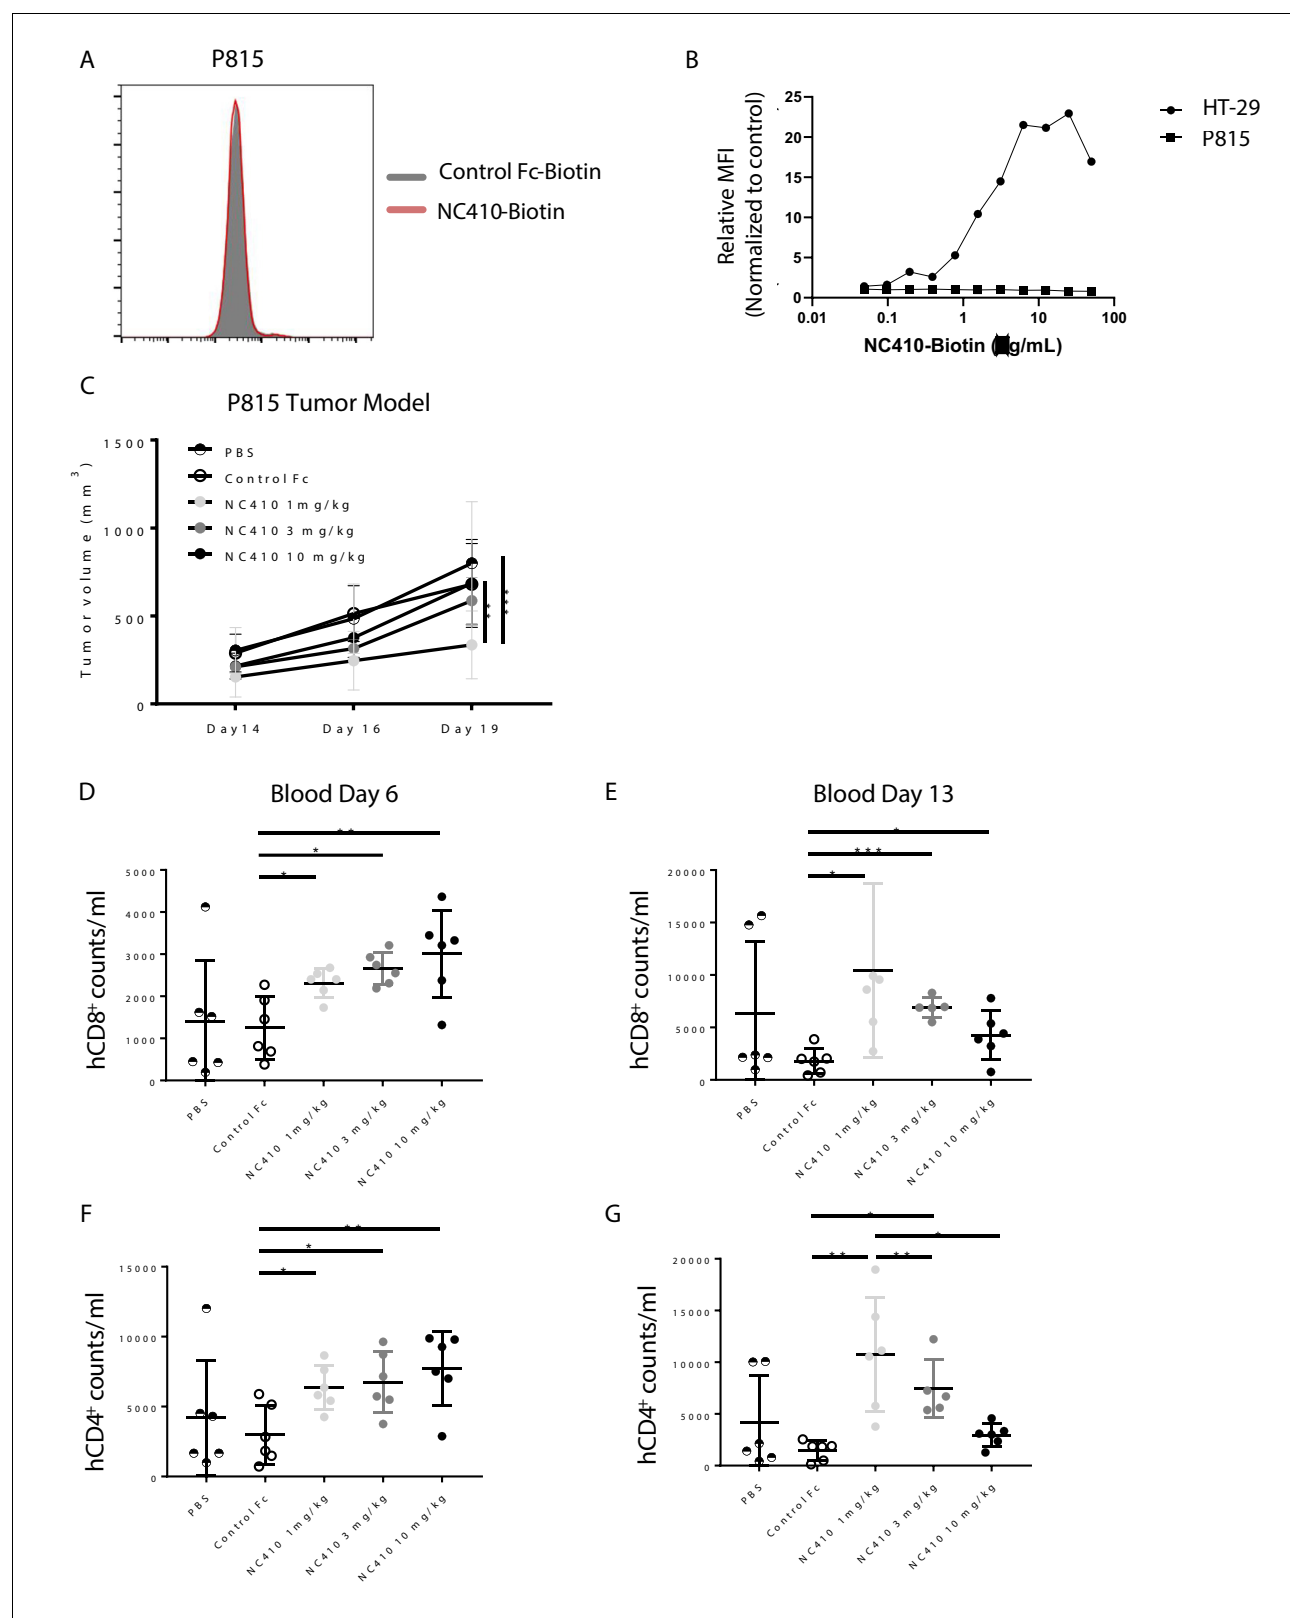 A
P815
Control Fc-Biotin
NC410-Biotin
B
Relative MFI
(Normalized to control)
25
20
15
10
5
0
0.01
0.1
1
10
100
NC410-Biotin (g/mL)
HT-29
P815
C
P815 Tumor Model
Tumor volume (mm3)
1500
1000
500
0
PBS
Control Fc
NC410 1mg/kg
NC410 3 mg/kg
NC410 10 mg/kg
**
***
Day14
Day 16
Day 19
D
Blood Day 6
**
*
*
hCD8+ counts/ml
5000
4000
3000
2000
1000
0
PBS
Control Fc
NC410 1mg/kg
NC410 3 mg/kg
NC410 10 mg/kg
E
Blood Day 13
*
***
*
hCD8+ counts/ml
20000
15000
10000
5000
0
PBS
Control Fc
NC410 1mg/kg
NC410 3 mg/kg
NC410 10 mg/kg
F
**
*
*
hCD4+ counts/ml
15000
10000
5000
0
PBS
Control Fc
NC410 1mg/kg
NC410 3 mg/kg
NC410 10 mg/kg
G
*
*
**
**
hCD4+ counts/ml
20000
15000
10000
5000
0
PBS
Control Fc
NC410 1mg/kg
NC410 3 mg/kg
NC410 10 mg/kg